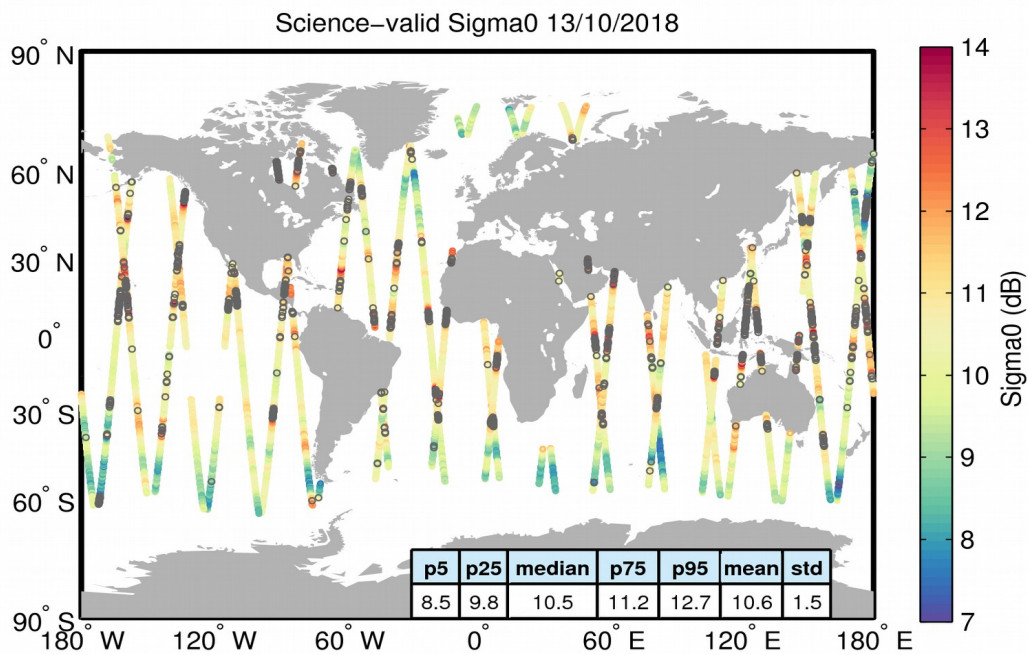 Science−valid Sigma0 13/10/2018
90° N
60° N
30° N
0°
30° S
60° S
90° S
180° W
120° W
60° W
0°
60° E
120° E
180° E
p5 p25 median p75 p95 mean std
8.5 9.8 10.5 11.2 12.7 10.6 1.5
14
13
12
11
10
9
8
7
Sigma0 (dB)